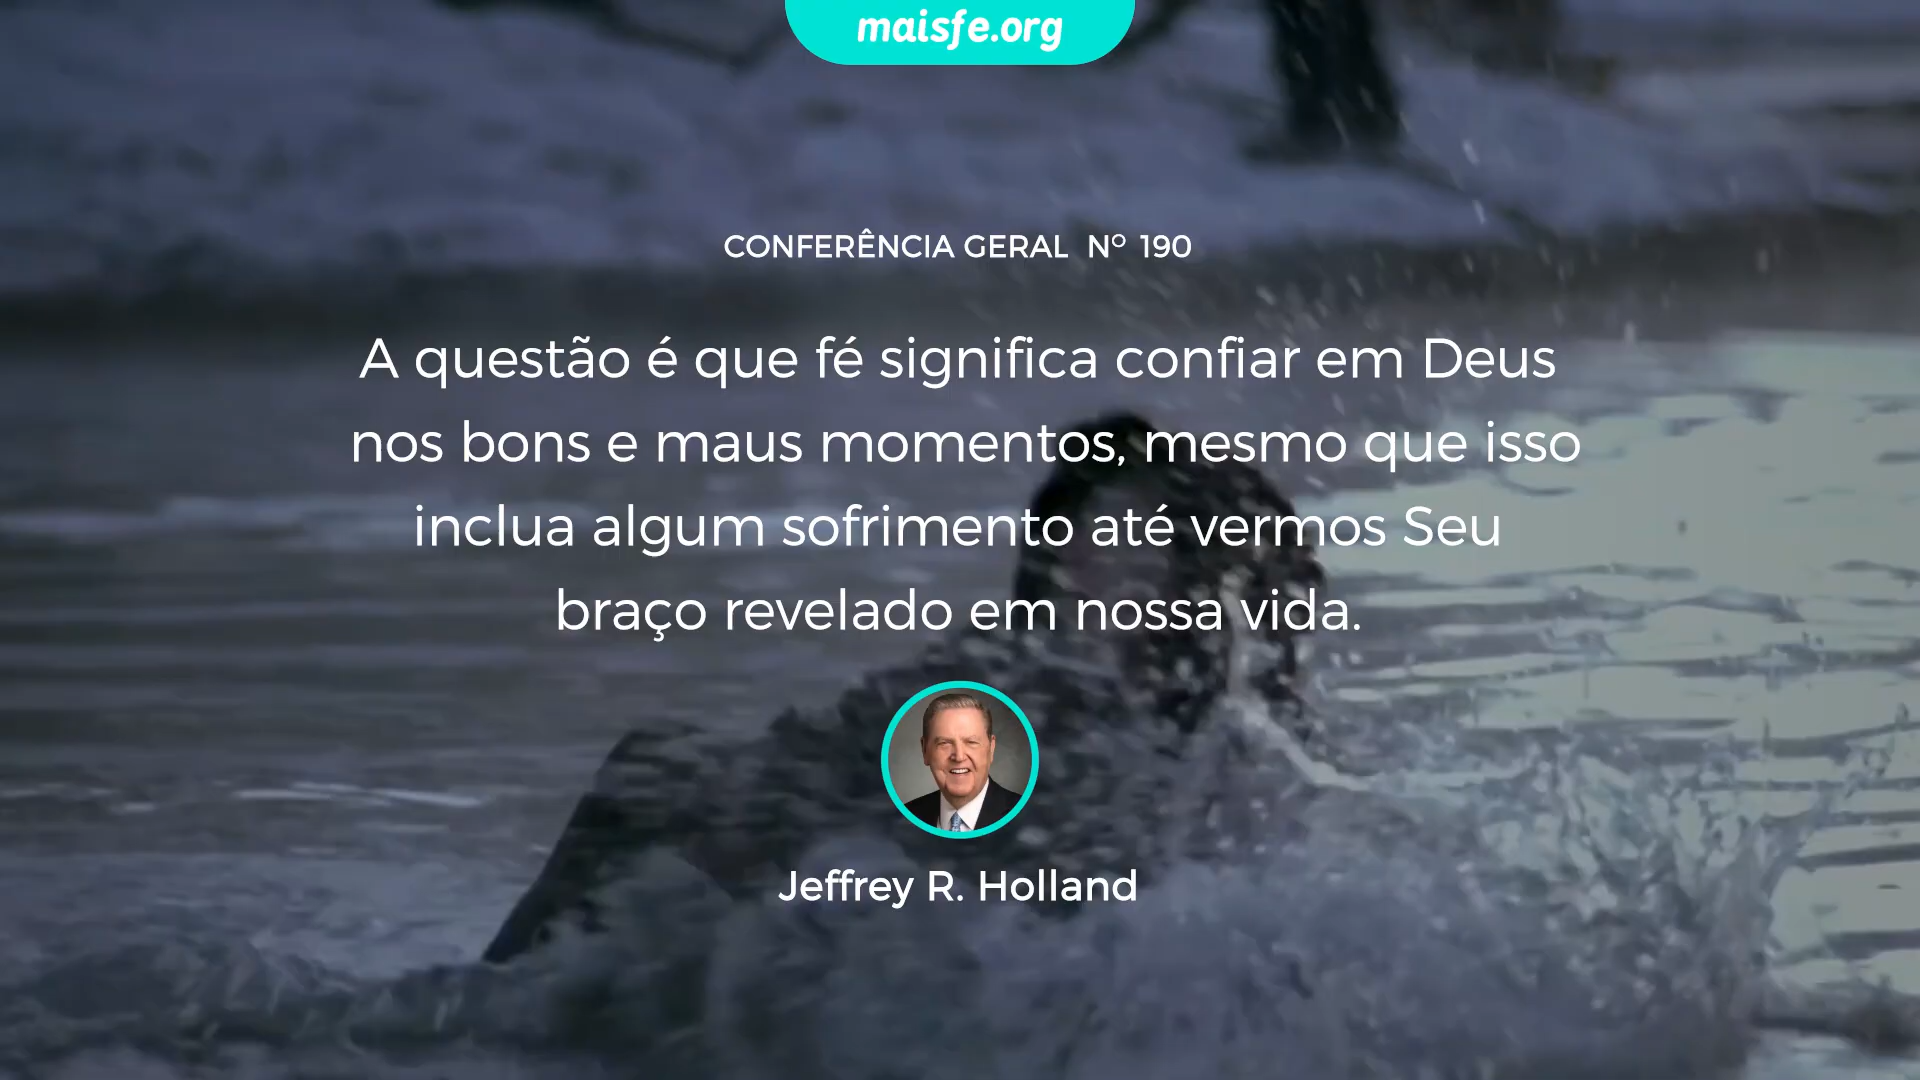 maisfe.org
CONFERÊNCIA GERAL Nº 190
A questão é que fé significa confiar em Deus
nos bons e maus momentos, mesmo que isso
inclua algum sofrimento até vermos Seu
braço revelado em nossa vida.
Jeffrey R. Holland